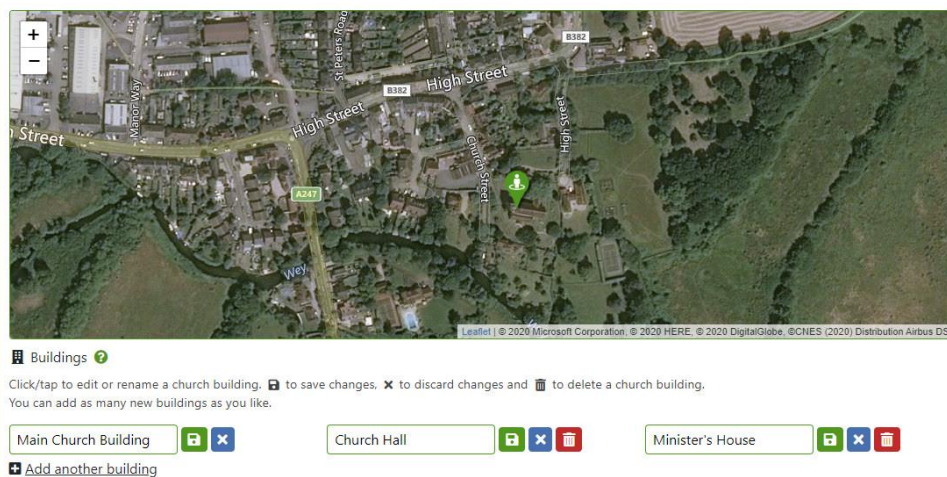 +
−
B382
St Peters Road
High Street
B382
Manor Way
High Street
High Street
Church Street
h Street
A247
Wey
Leaflet | © 2020 Microsoft Corporation, © 2020 HERE, © 2020 DigitalGlobe, ©CNES (2020) Distribution Airbus DS
Buildings ?
Click/tap to edit or rename a church building. to save changes, × to discard changes and to delete a church building.
You can add as many new buildings as you like.
Main Church Building
Church Hall
Minister's House
Add another building